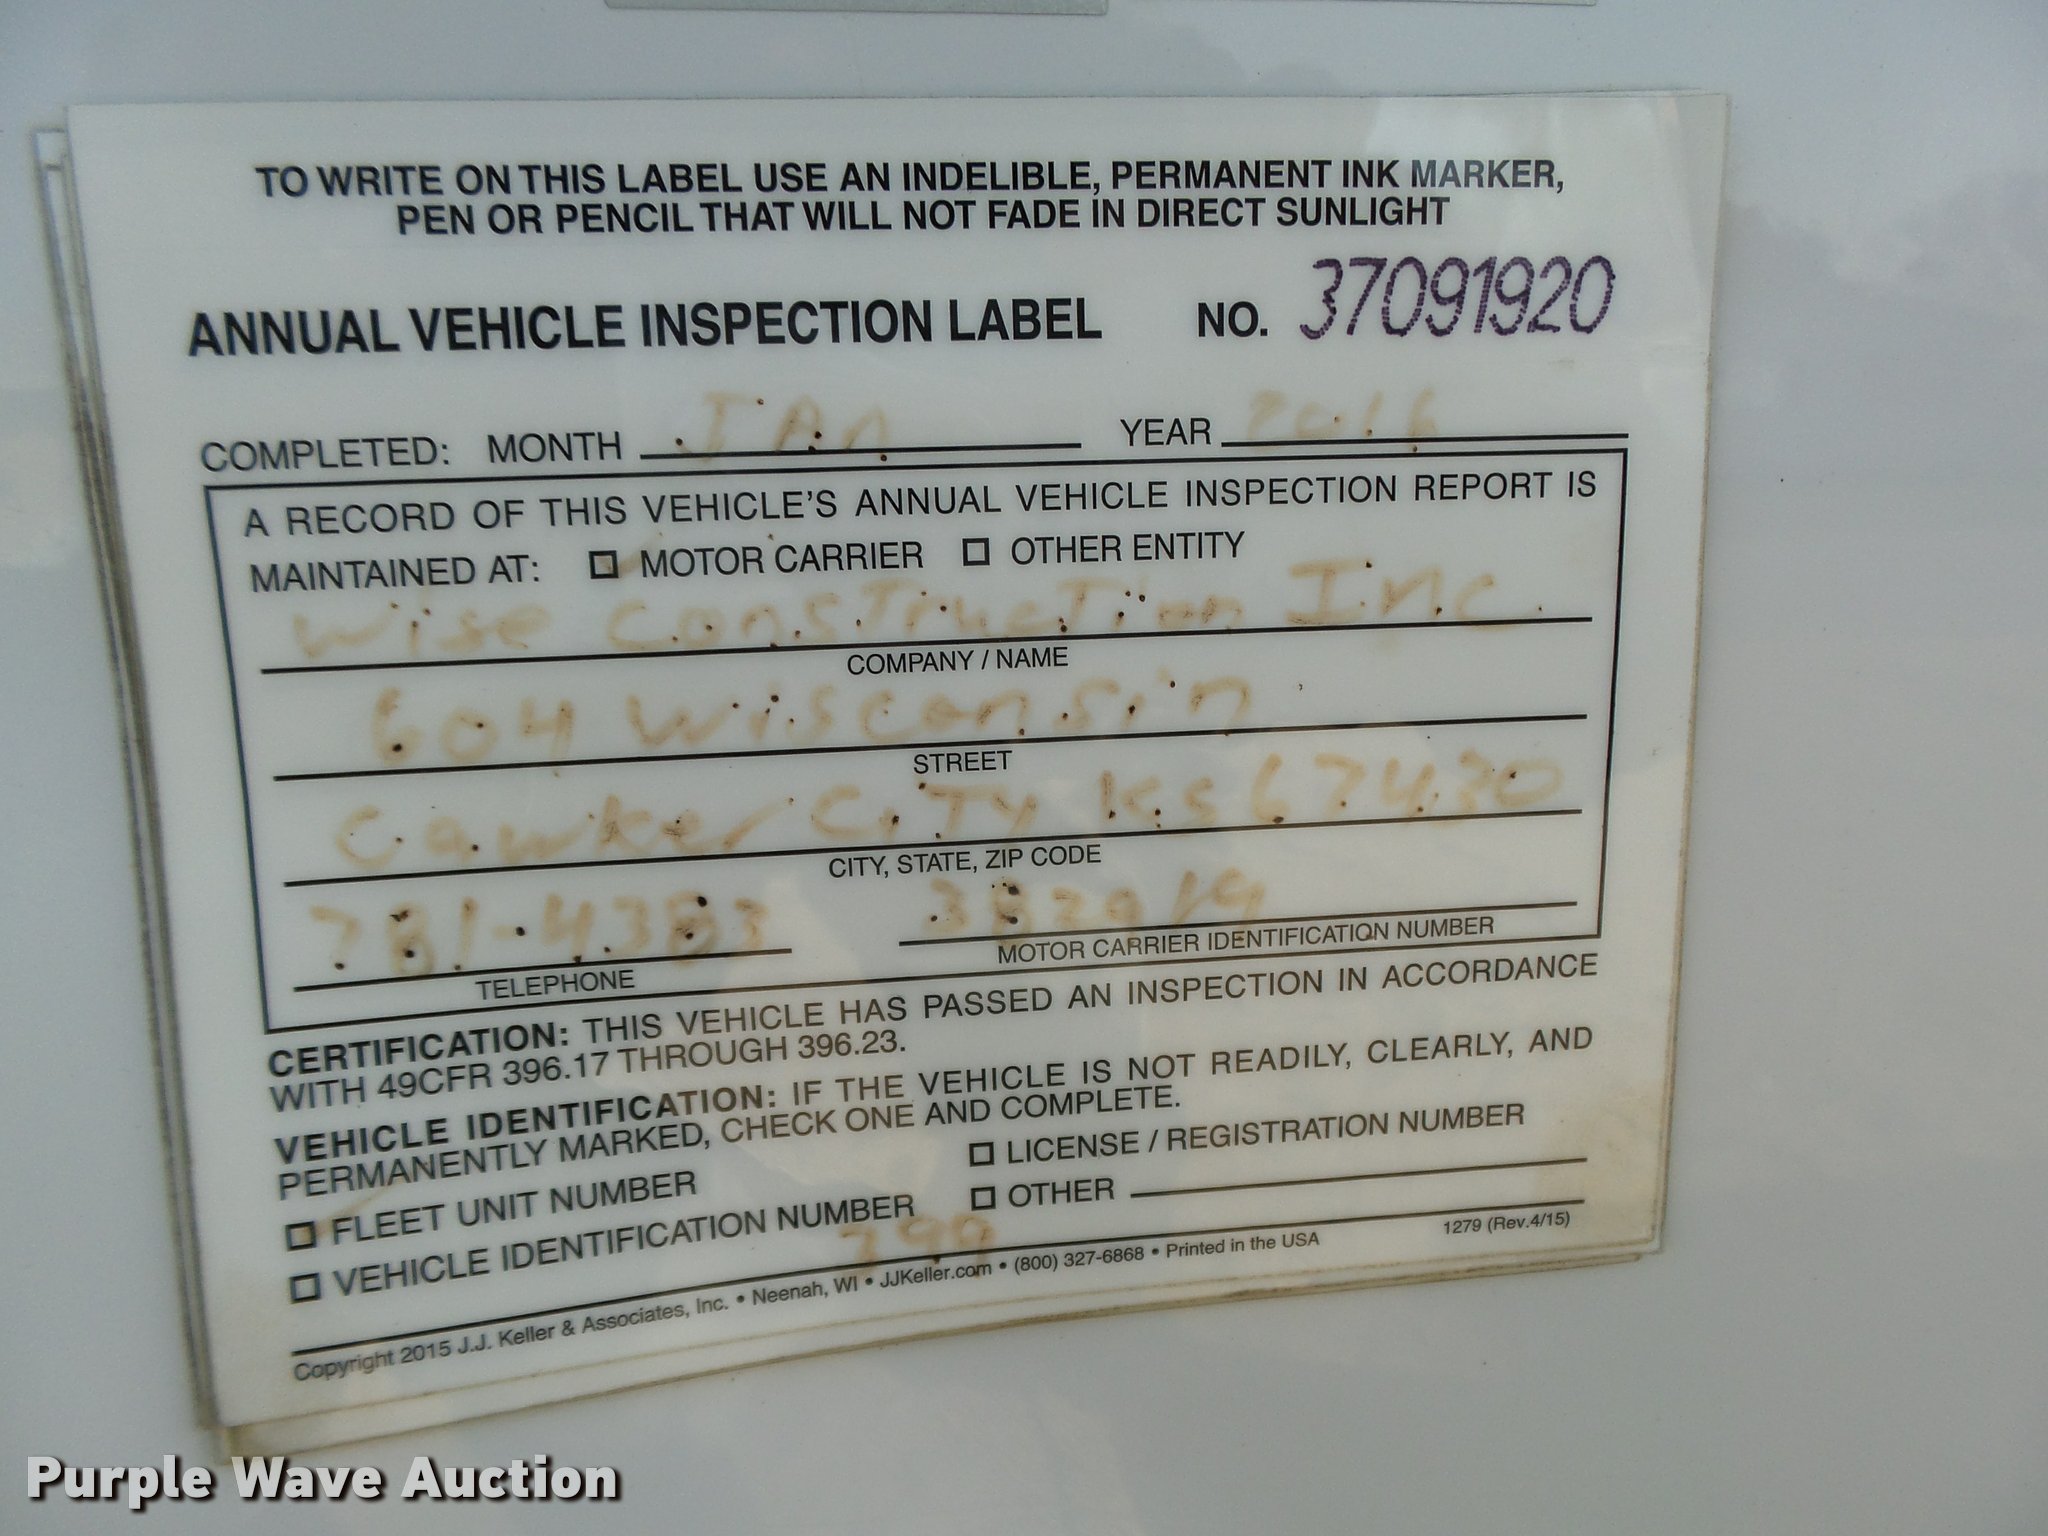 TO WRITE ON THIS LABEL USE AN INDELIBLE, PERMANENT INK MARKER,
PEN OR PENCIL THAT WILL NOT FADE IN DIRECT SUNLIGHT
ANNUAL VEHICLE INSPECTION LABEL NO. 37091920
COMPLETED: MONTH JAn YEAR 2016
A RECORD OF THIS VEHICLE'S ANNUAL VEHICLE INSPECTION REPORT IS
MAINTAINED AT: MOTOR CARRIER OTHER ENTITY
Wise Construction Inc.
COMPANY / NAME
604 Wisconsin
STREET
Cawker CiTy Ks 67430
CITY, STATE, ZIP CODE
781-4383 382919
TELEPHONE MOTOR CARRIER IDENTIFICATION NUMBER
CERTIFICATION: THIS VEHICLE HAS PASSED AN INSPECTION IN ACCORDANCE
WITH 49CFR 396.17 THROUGH 396.23.
VEHICLE IDENTIFICATION: IF THE VEHICLE IS NOT READILY, CLEARLY, AND
PERMANENTLY MARKED, CHECK ONE AND COMPLETE.
FLEET UNIT NUMBER LICENSE / REGISTRATION NUMBER
VEHICLE IDENTIFICATION NUMBER OTHER
Copyright 2015 J.J. Keller & Associates, Inc. • Neenah, WI • JJKeller.com • (800) 327-6868 • Printed in the USA 1279 (Rev.4/15)
Purple Wave Auction